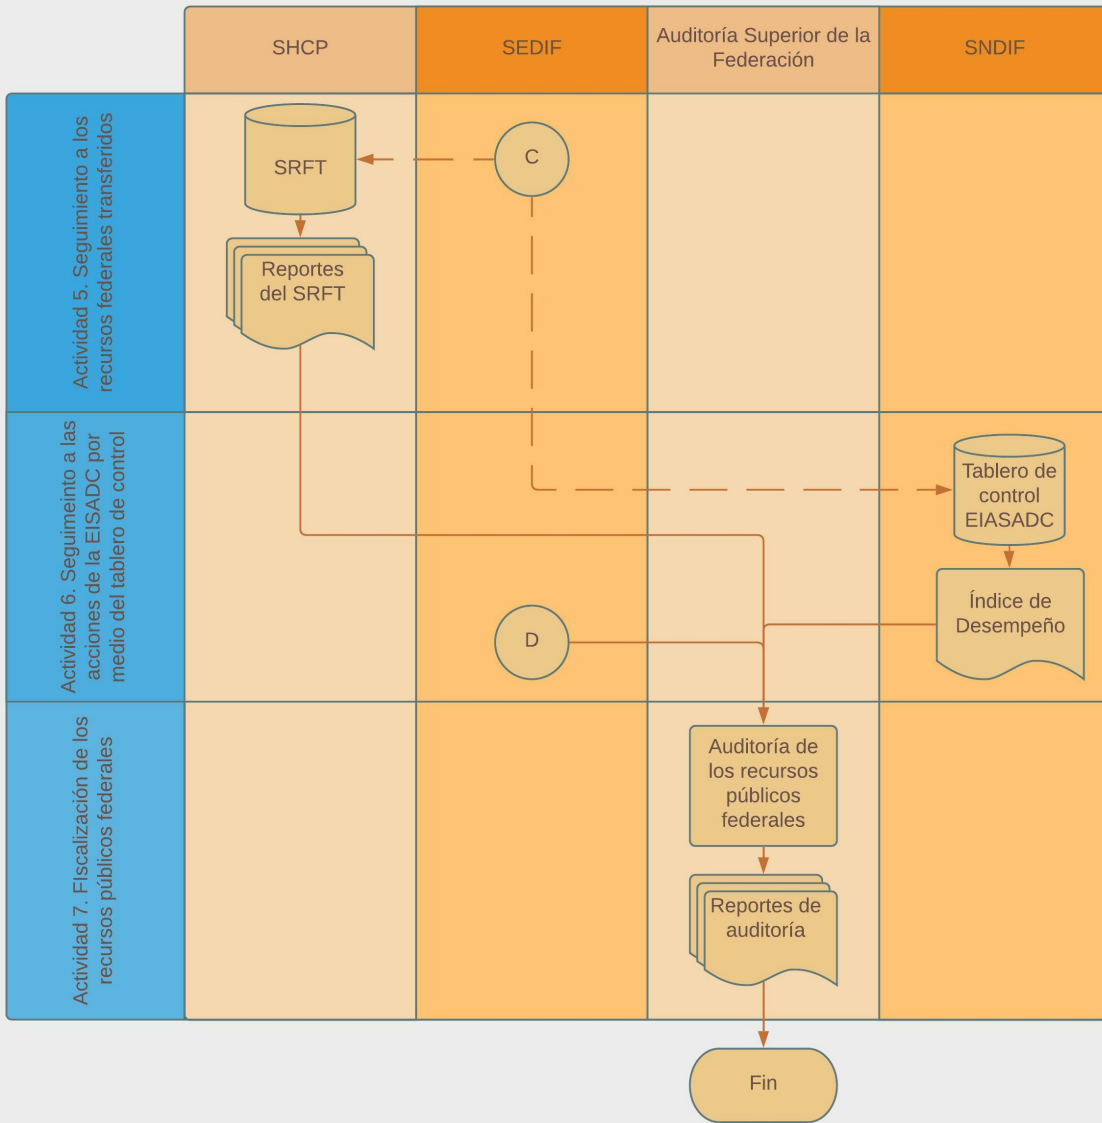 SHCP
SEDIF
Auditoría Superior de la
Federación
SNDIF
Actividad 5. Seguimiento a los
recursos federales transferidos
SRFT
C
Reportes
del SRFT
Actividad 6. Seguimeinto a las
acciones de la EISADC por
medio del tablero de control
Tablero de
control
EIASADC
D
Índice de
Desempeño
Actividad 7. FIscalización de los
recursos públicos federales
Auditoría de
los recursos
públicos
federales
Reportes de
auditoría
Fin